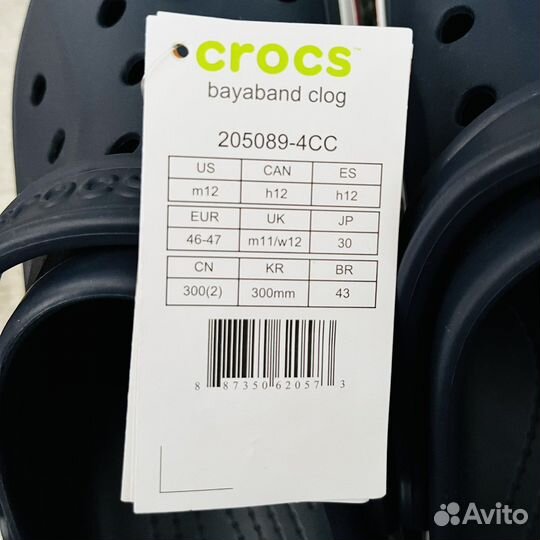 crocs™
bayaband clog
205089-4CC
US CAN ES
m12 h12 h12
EUR UK JP
46-47 m11/w12 30
CN KR BR
300(2) 300mm 43
8 87350 62057 3
crocs
Avito